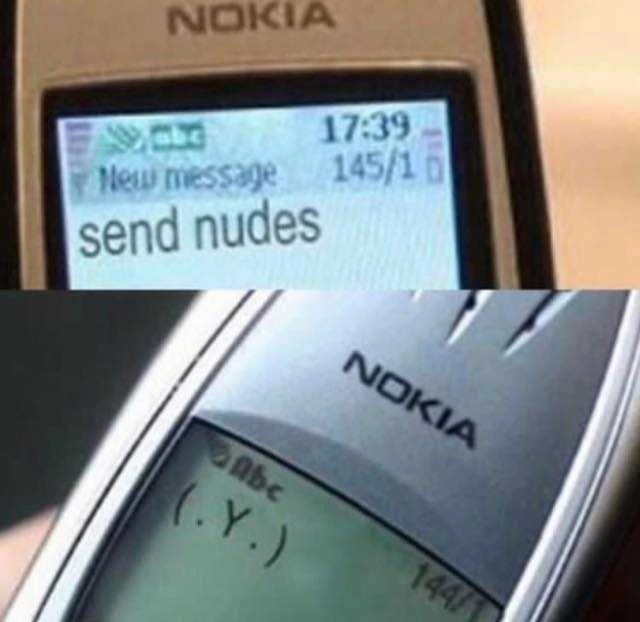 NOKIA
abc 17:39
New message 145/1
send nudes
NOKIA
Abc
(.Y.)
144/1